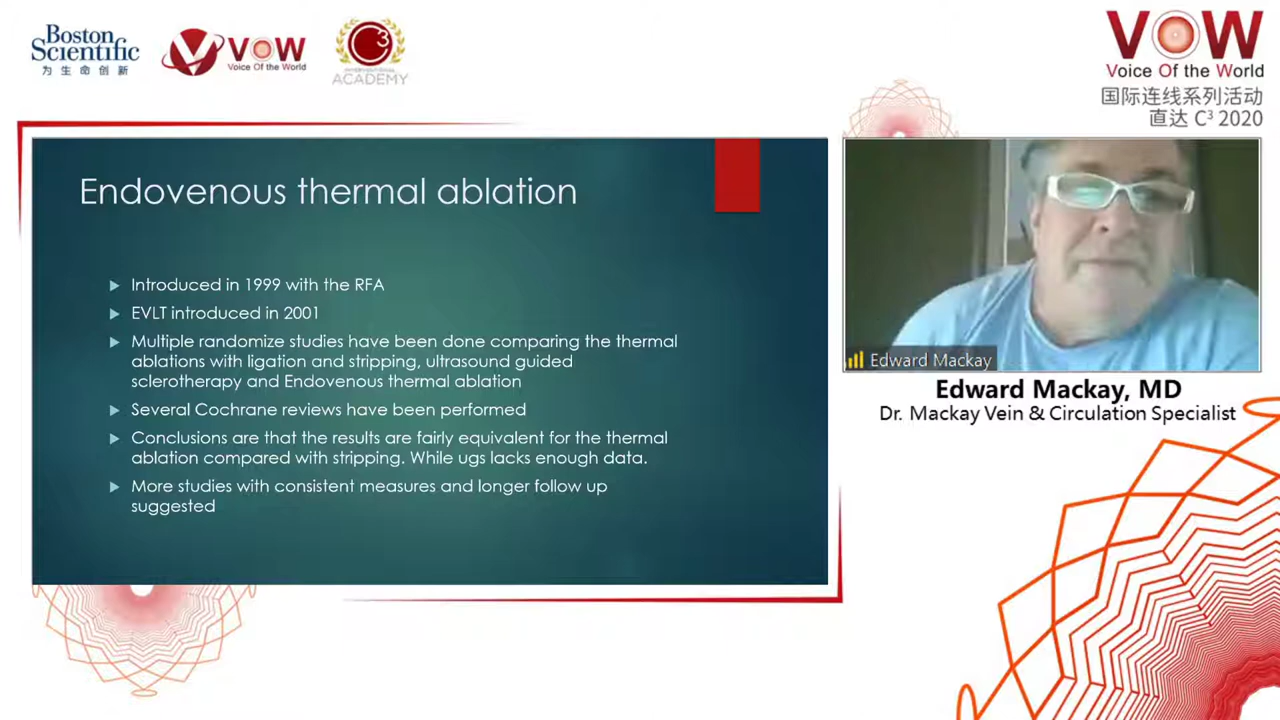 Boston
Scientific
为生命创新
VOW
Voice Of the World
C3
INTERNATIONAL
ACADEMY
VOW
Voice Of the World
国际连线系列活动
直达 C³ 2020
Endovenous thermal ablation
Introduced in 1999 with the RFA
EVLT introduced in 2001
Multiple randomize studies have been done comparing the thermal
ablations with ligation and stripping, ultrasound guided
sclerotherapy and Endovenous thermal ablation
Several Cochrane reviews have been performed
Conclusions are that the results are fairly equivalent for the thermal
ablation compared with stripping. While ugs lacks enough data.
More studies with consistent measures and longer follow up
suggested
Edward Mackay
Edward Mackay, MD
Dr. Mackay Vein & Circulation Specialist